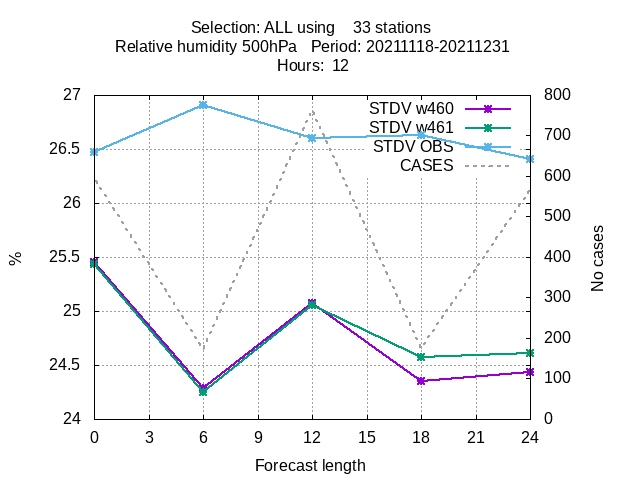 Selection: ALL using    33 stations
Relative humidity 500hPa   Period: 20211118-20211231
Hours:  12
27
26.5
26
25.5
25
24.5
24
%
800
700
600
500
400
300
200
100
0
No cases
STDV w460
STDV w461
STDV OBS
CASES
0 3 6 9 12 15 18 21 24
Forecast length